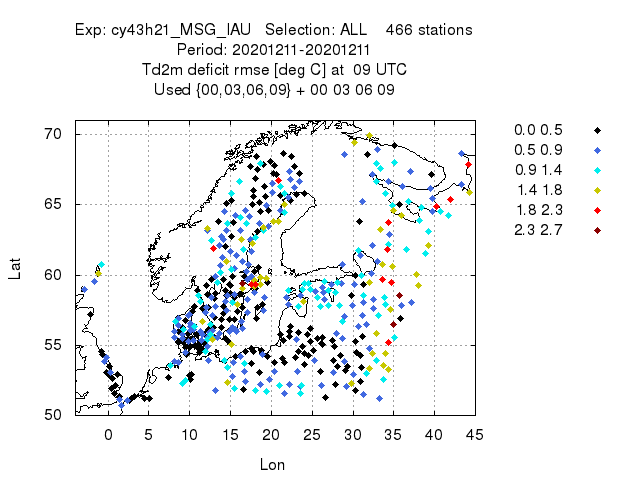 Exp: cy43h21_MSG_IAU   Selection: ALL    466 stations
Period: 20201211-20201211
Td2m deficit rmse [deg C] at  09 UTC
Used {00,03,06,09} + 00 03 06 09
70
65
60
55
50
Lat
0 5 10 15 20 25 30 35 40 45
Lon
0.0 0.5
0.5 0.9
0.9 1.4
1.4 1.8
1.8 2.3
2.3 2.7